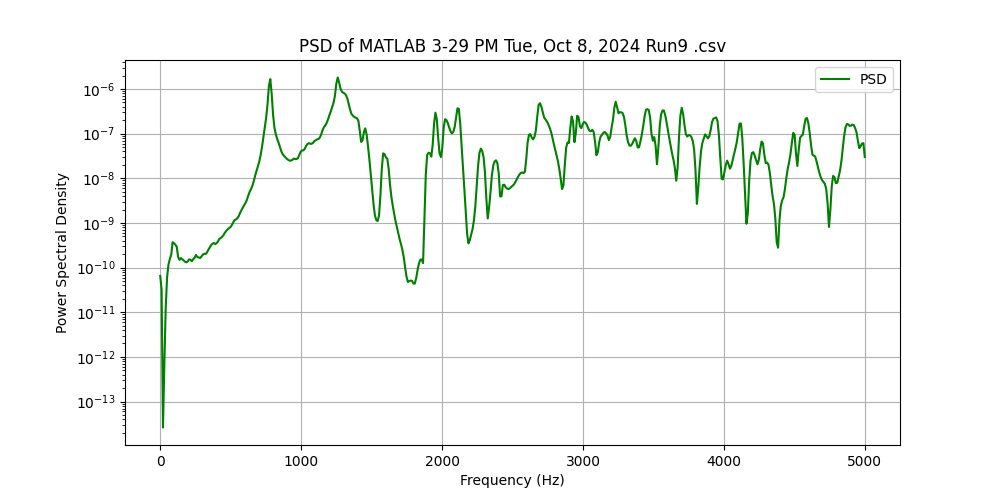 PSD of MATLAB 3-29 PM Tue, Oct 8, 2024 Run9 .csv
PSD
Power Spectral Density
10⁻⁶
10⁻⁷
10⁻⁸
10⁻⁹
10⁻¹⁰
10⁻¹¹
10⁻¹²
10⁻¹³
0 1000 2000 3000 4000 5000
Frequency (Hz)